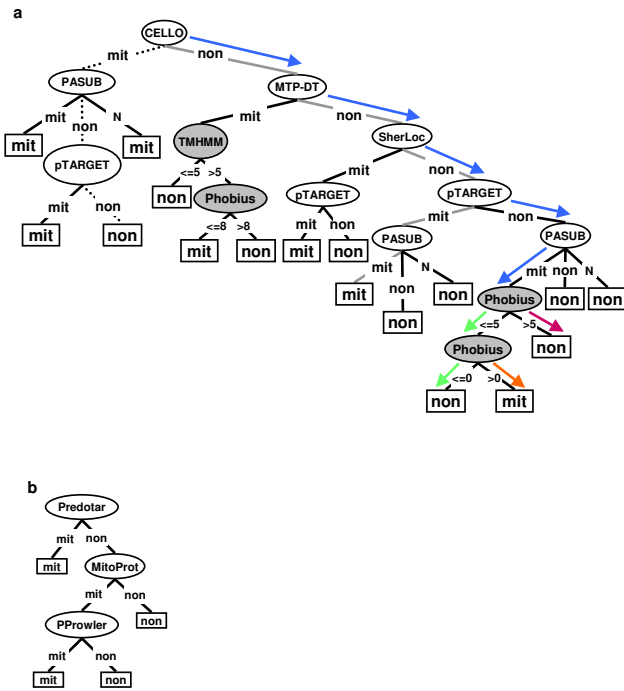 a
CELLO
mit non
PASUB MTP-DT
mit non N mit non
mit mit TMHMM SherLoc
pTARGET <=5 >5 mit non
mit non non Phobius pTARGET pTARGET
mit non <=8 >8 mit non mit non
mit non mit non PASUB PASUB
mit non N mit non N
mit non non Phobius non non
<=5 >5
Phobius non
<=0 >0
non mit
b
Predotar
mit non
mit MitoProt
mit non
PProwler non
mit non
mit non